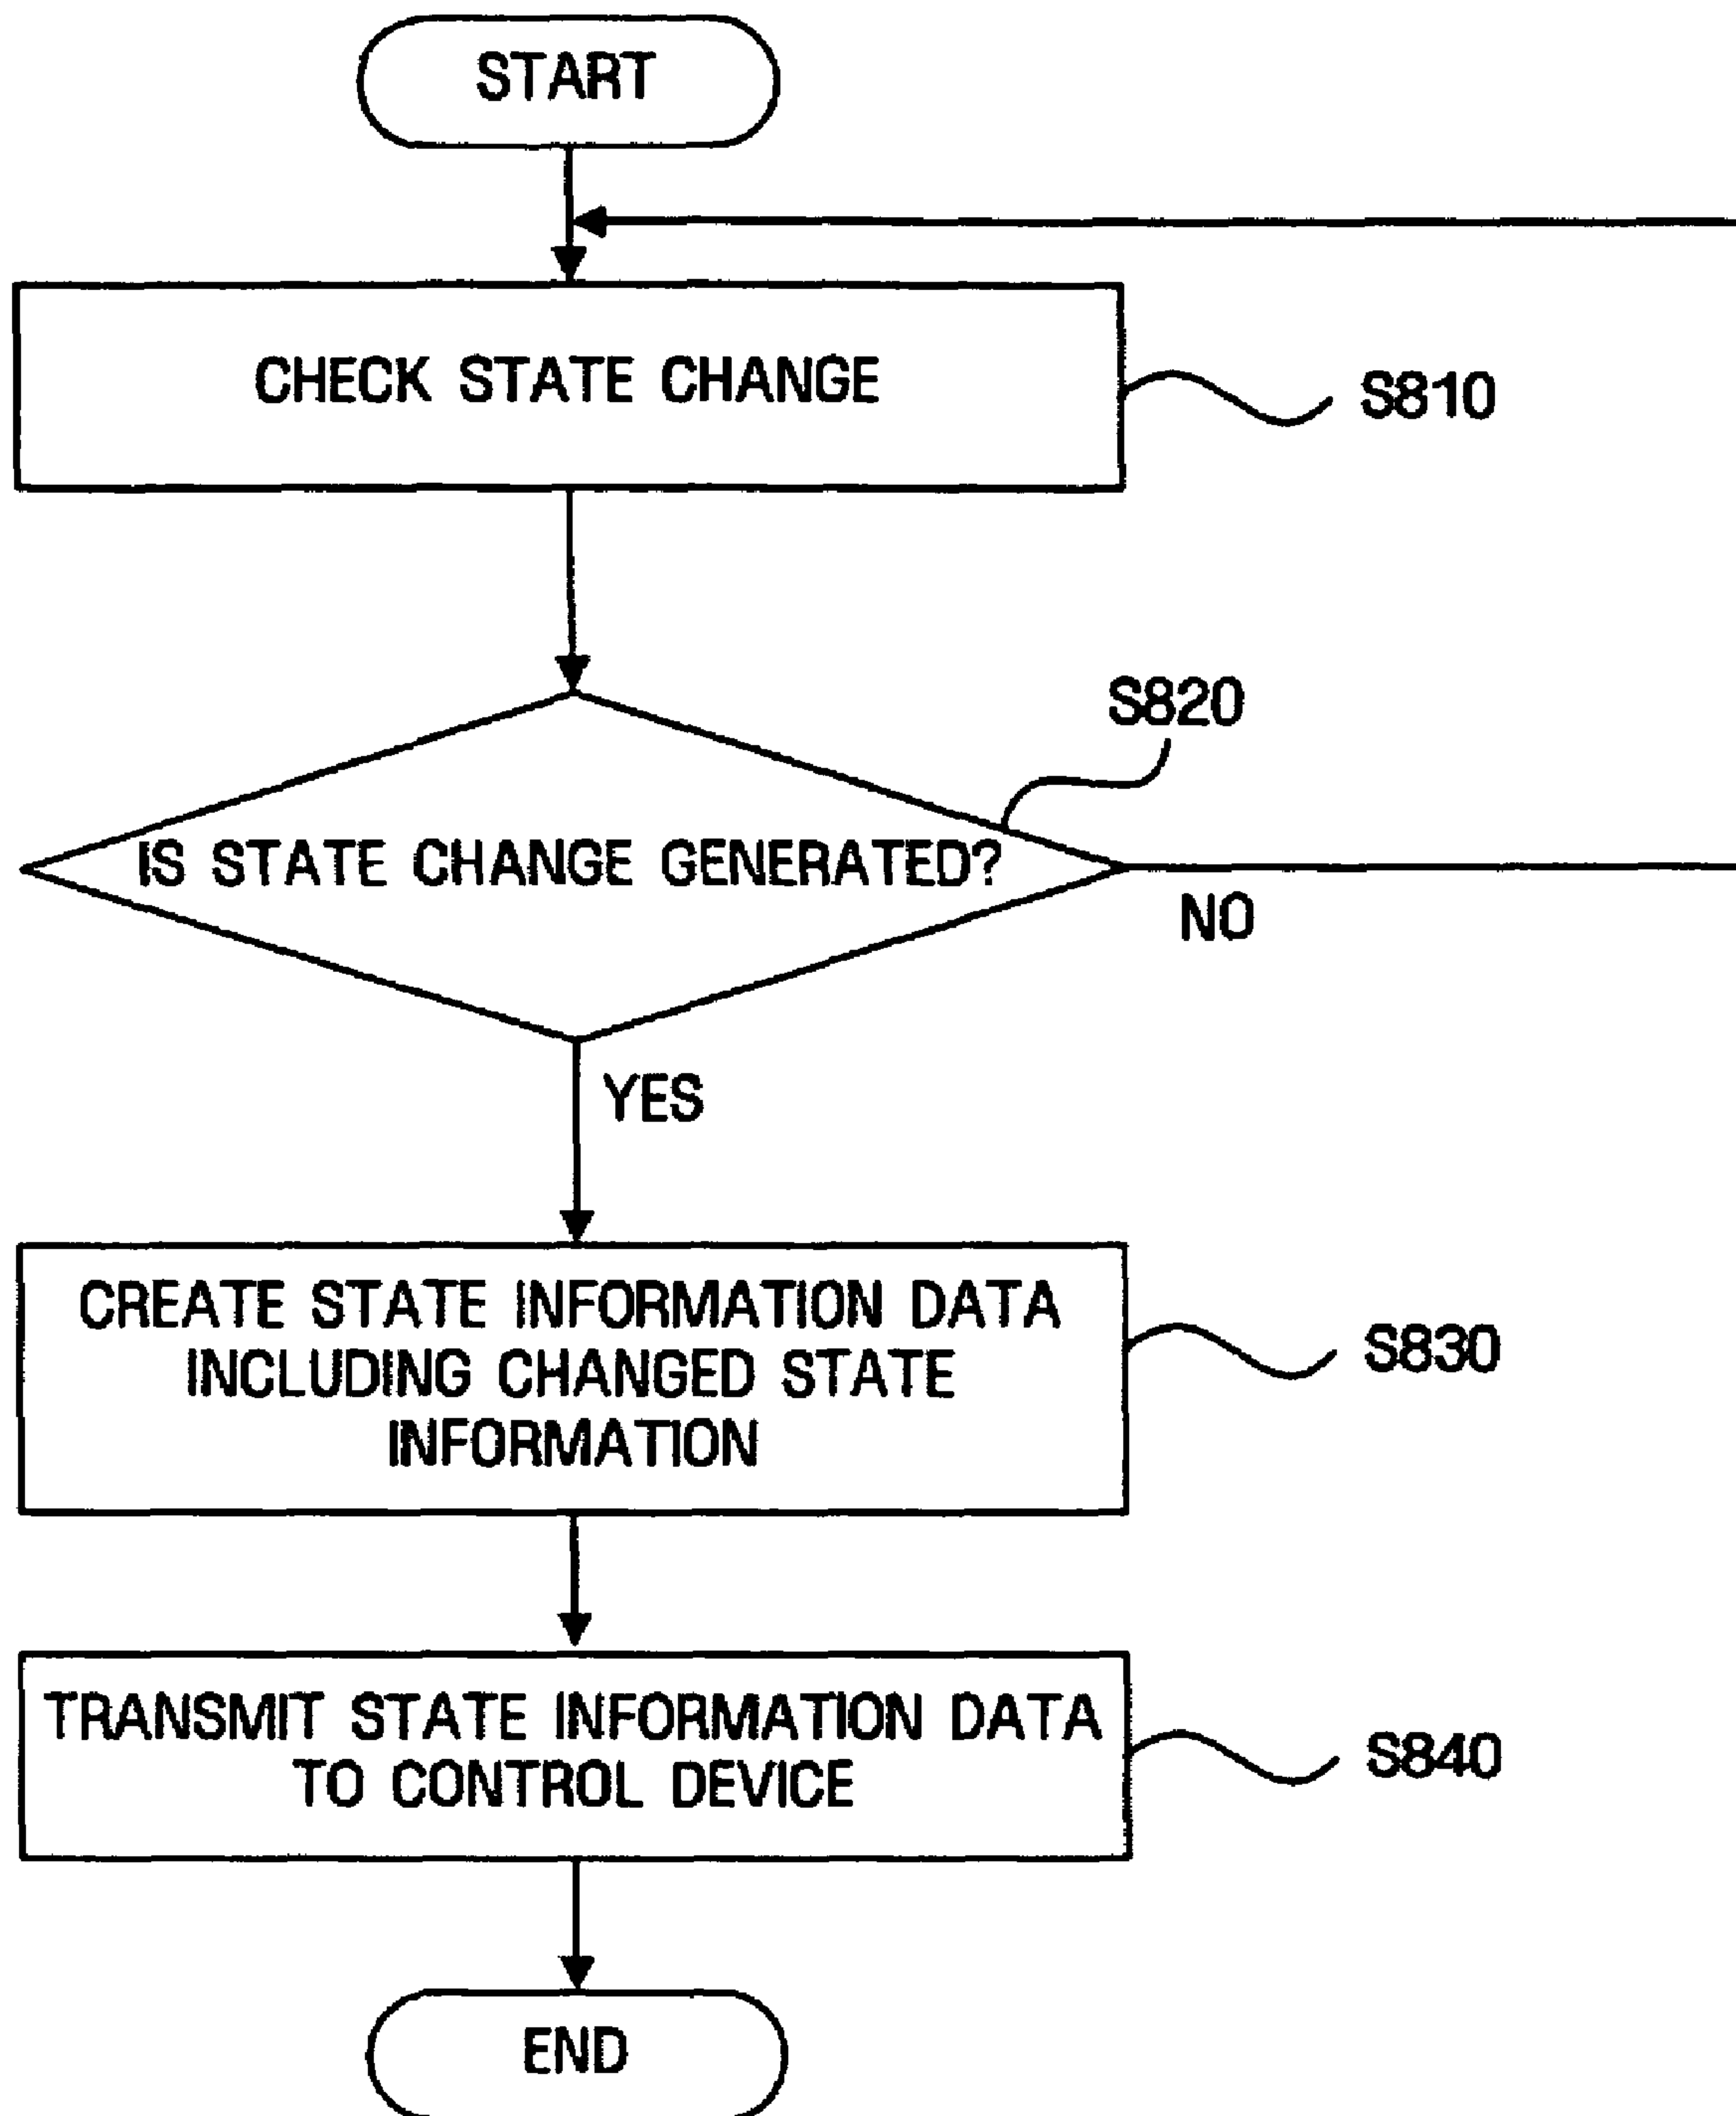 START
CHECK STATE CHANGE
S810
S820
IS STATE CHANGE GENERATED?
NO
YES
CREATE STATE INFORMATION DATA
INCLUDING CHANGED STATE
INFORMATION
S830
TRANSMIT STATE INFORMATION DATA
TO CONTROL DEVICE
S840
END